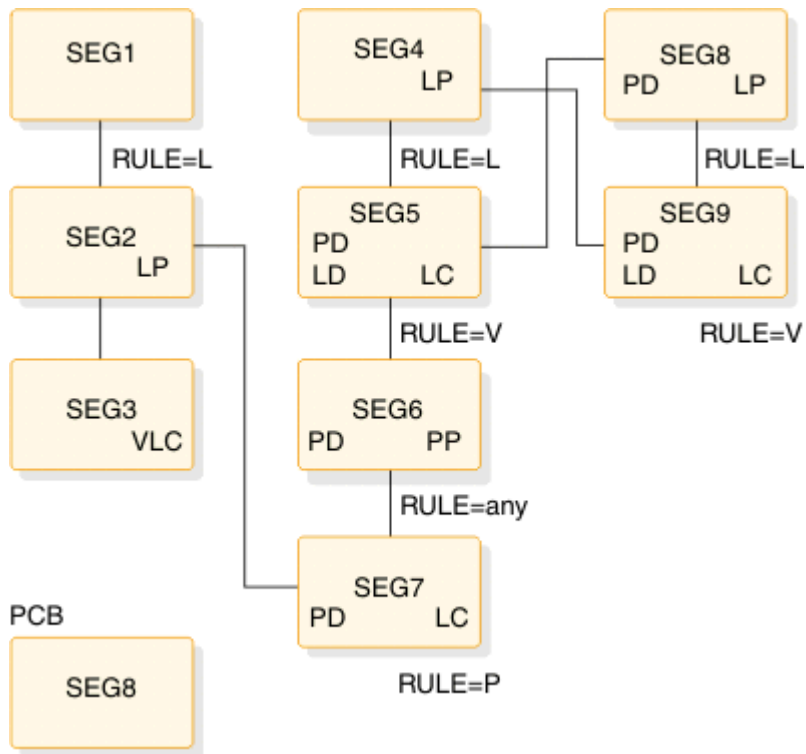 SEG1
RULE=L
SEG2
LP
SEG3
VLC
PCB
SEG8
SEG4
LP
RULE=L
SEG5
PD
LD LC
RULE=V
SEG6
PD PP
RULE=any
SEG7
PD LC
RULE=P
SEG8
PD LP
RULE=L
SEG9
PD
LD LC
RULE=V